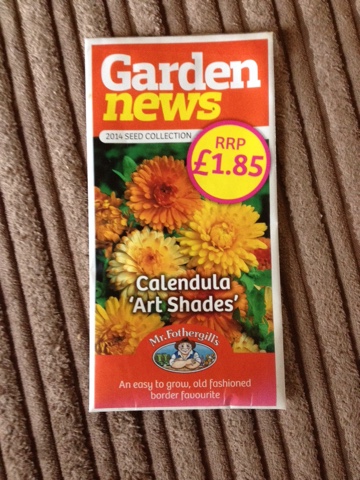 Garden
news
2014 SEED COLLECTION
RRP
£1.85
Calendula
'Art Shades'
Mr. Fothergill's
An easy to grow, old fashioned
border favourite